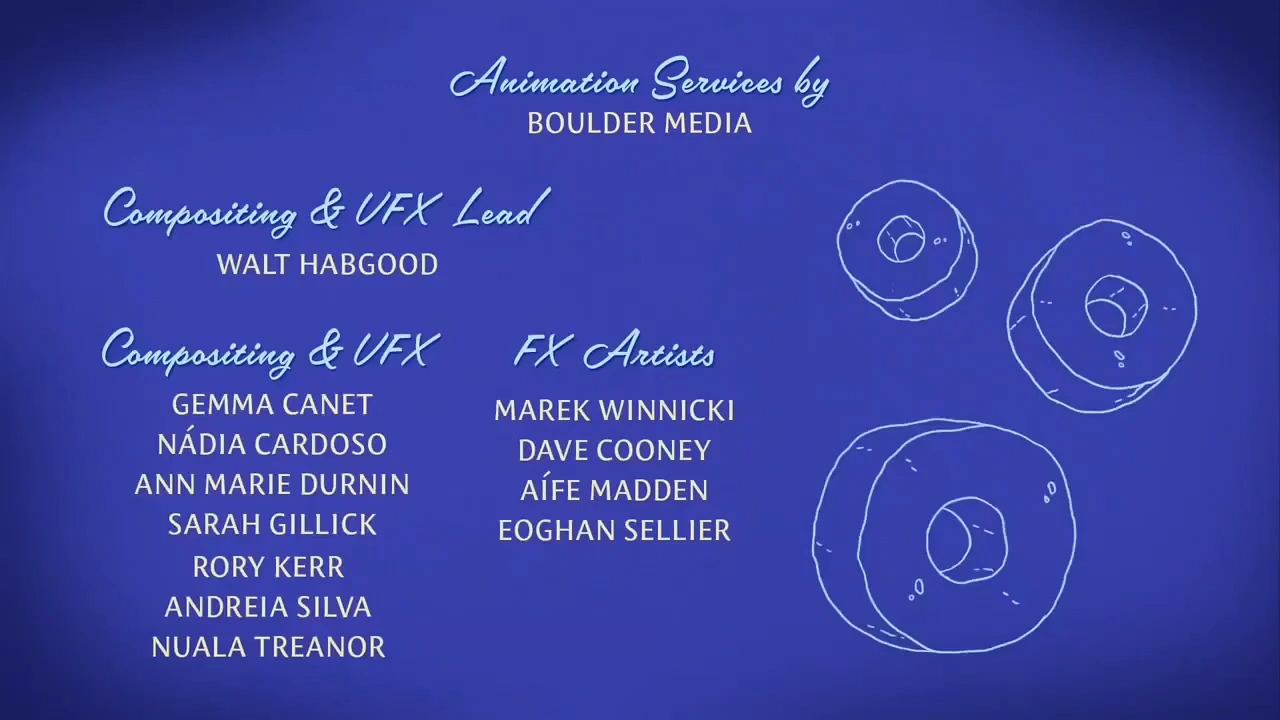 Animation Services by
BOULDER MEDIA
Compositing & VFX Lead
WALT HABGOOD
Compositing & VFX
GEMMA CANET
NÁDIA CARDOSO
ANN MARIE DURNIN
SARAH GILLICK
RORY KERR
ANDREIA SILVA
NUALA TREANOR
FX Artists
MAREK WINNICKI
DAVE COONEY
AÍFE MADDEN
EOGHAN SELLIER